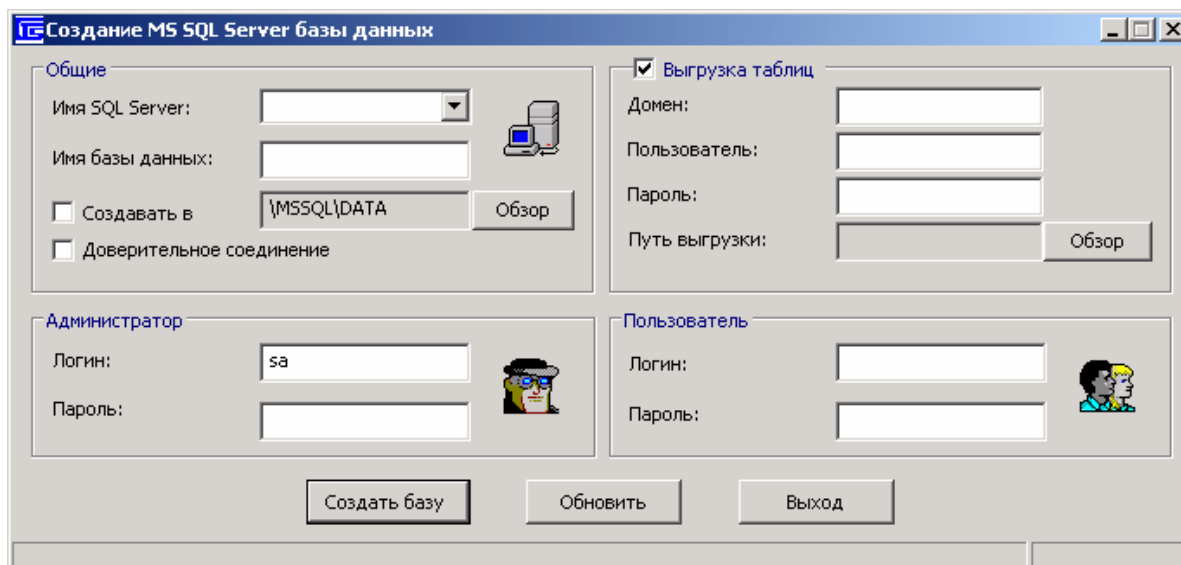 Создание MS SQL Server базы данных
Общие
Имя SQL Server:
Имя базы данных:
Создавать в
\MSSQL\DATA
Обзор
Доверительное соединение
Выгрузка таблиц
Домен:
Пользователь:
Пароль:
Путь выгрузки:
Обзор
Администратор
Логин:
sa
Пароль:
Пользователь
Логин:
Пароль:
Создать базу
Обновить
Выход